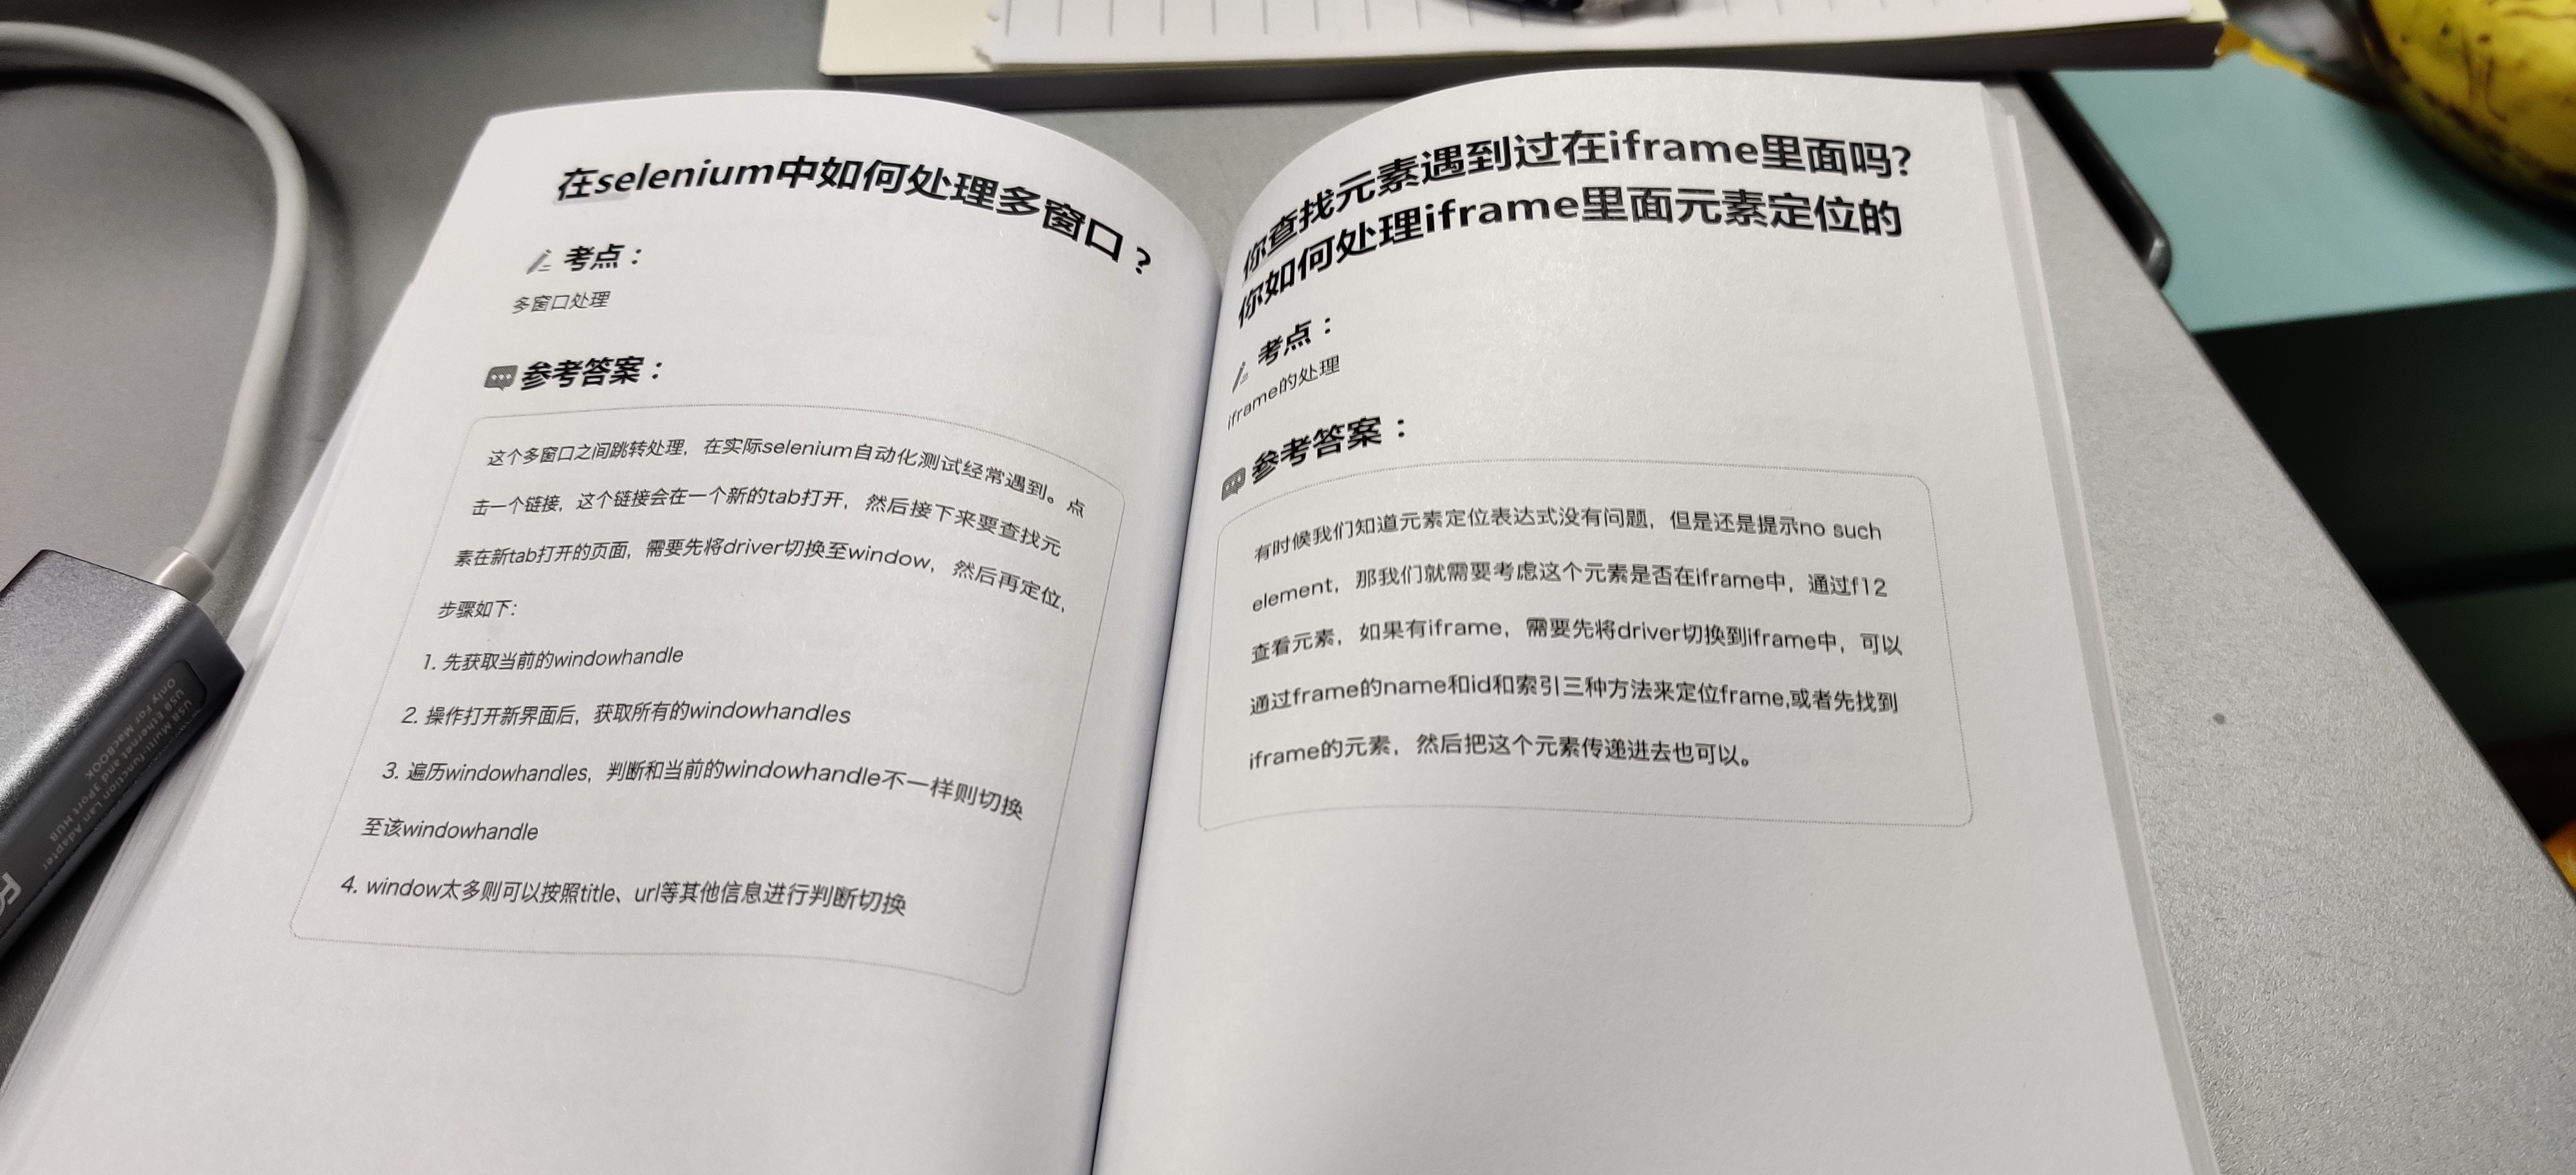 在selenium中如何处理多窗口？
考点：
多窗口处理
参考答案：
这个多窗口之间跳转处理，在实际selenium自动化测试经常遇到。点
击一个链接，这个链接会在一个新的tab打开，然后接下来要查找元
素在新tab打开的页面，需要先将driver切换至window，然后再定位，
步骤如下：
1. 先获取当前的windowhandle
2. 操作打开新界面后，获取所有的windowhandles
3. 遍历windowhandles，判断和当前的windowhandle不一样则切换
至该windowhandle
4. window太多则可以按照title、url等其他信息进行判断切换
你查找元素遇到过在iframe里面吗?
你如何处理iframe里面元素定位的
考点：
iframe的处理
参考答案：
有时候我们知道元素定位表达式没有问题，但是还是提示no such
element，那我们就需要考虑这个元素是否在iframe中，通过f12
查看元素，如果有iframe，需要先将driver切换到iframe中，可以
通过frame的name和id和索引三种方法来定位frame,或者先找到
iframe的元素，然后把这个元素传递进去也可以。
USB Multi-function Lan Adapter
USB Ethernet and 3Port HUB
Only For MacBOOK